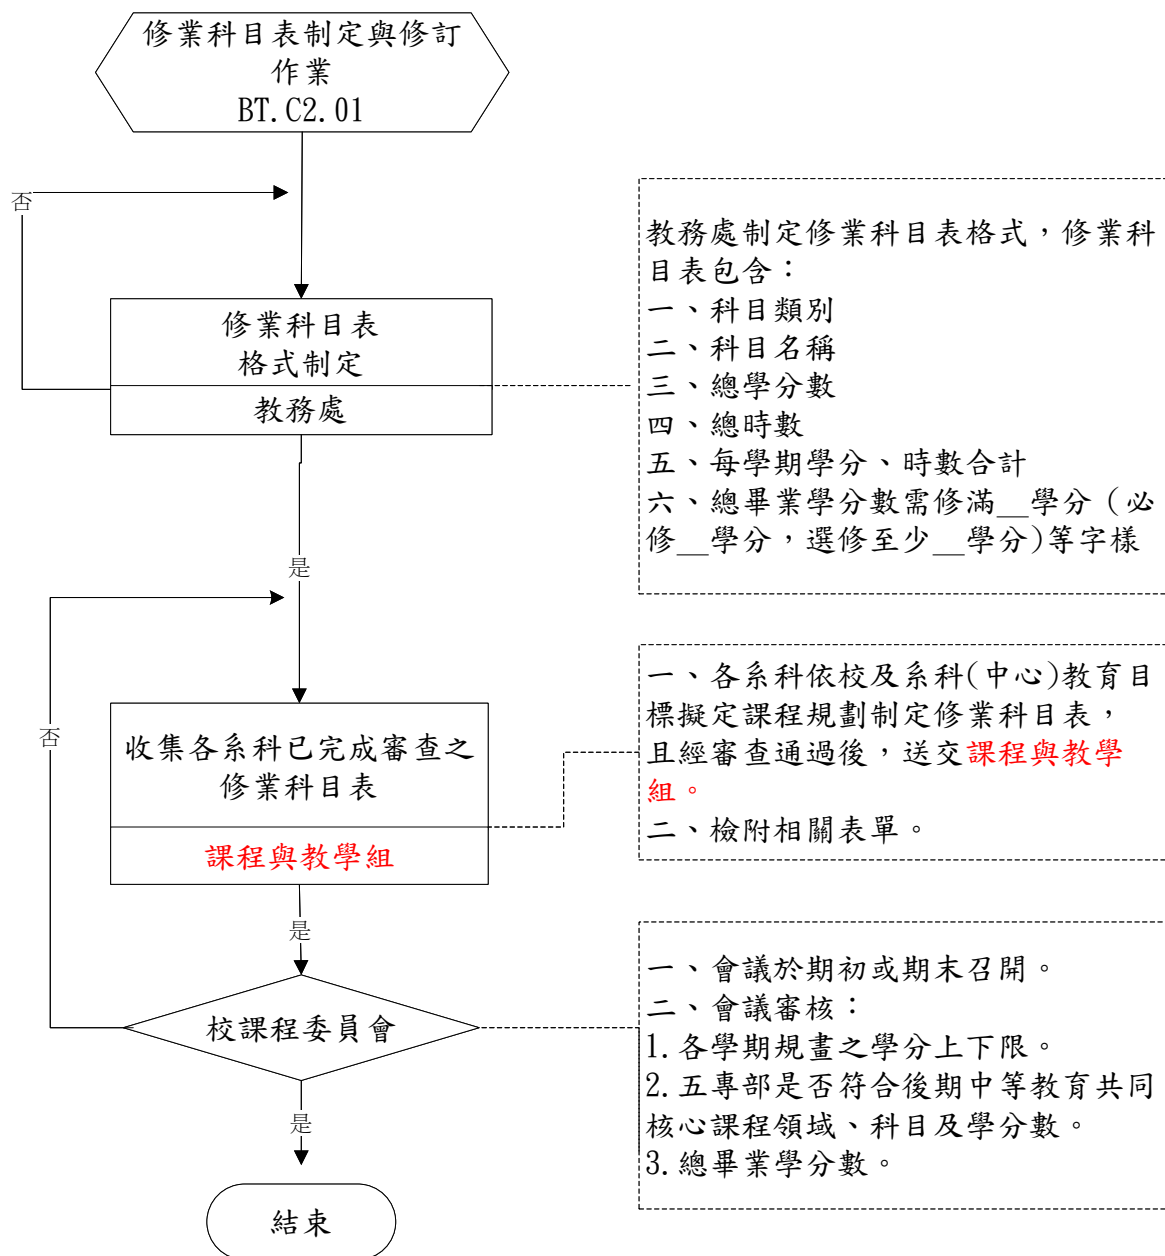 修業科目表制定與修訂
作業
BT.C2.01
否
教務處制定修業科目表格式，修業科
目表包含：
一、科目類別
二、科目名稱
三、總學分數
四、總時數
五、每學期學分、時數合計
六、總畢業學分數需修滿__學分（必
修__學分，選修至少__學分)等字樣
修業科目表
格式制定
教務處
是
否
一、各系科依校及系科(中心)教育目
標擬定課程規劃制定修業科目表，
且經審查通過後，送交課程與教學
組。
二、檢附相關表單。
收集各系科已完成審查之
修業科目表
課程與教學組
是
一、會議於期初或期末召開。
二、會議審核：
1.各學期規畫之學分上下限。
2.五專部是否符合後期中等教育共同
核心課程領域、科目及學分數。
3.總畢業學分數。
校課程委員會
是
結束